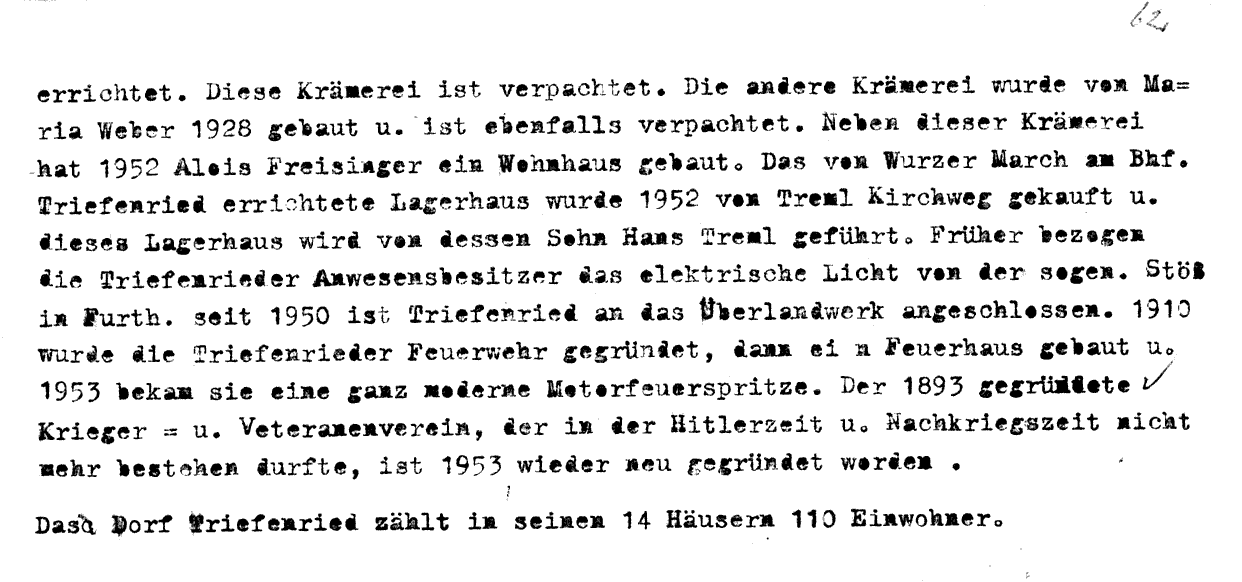 62.
errichtet. Diese Krämerei ist verpachtet. Die andere Krämerei wurde von Ma=
ria Weber 1928 gebaut u. ist ebenfalls verpachtet. Neben dieser Krämerei
hat 1952 Alois Freisinger ein Wohnhaus gebaut. Das von Wurzer March am Bhf.
Triefenried errichtete Lagerhaus wurde 1952 von Treml Kirchweg gekauft u.
dieses Lagerhaus wird von dessen Sohn Hans Treml geführt. Früher bezogen
die Triefenrieder Anwesensbesitzer das elektrische Licht von der sogen. Stöß
in Furth. seit 1950 ist Triefenried an das Überlandwerk angeschlossen. 1910
wurde die Triefenrieder Feuerwehr gegründet, dann ei n Feuerhaus gebaut u.
1953 bekam sie eine ganz moderne Motorfeuerspritze. Der 1893 gegründete
Krieger = u. Veteranenverein, der in der Hitlerzeit u. Nachkriegszeit nicht
mehr bestehen durfte, ist 1953 wieder neu gegründet worden .
Das Dorf Triefenried zählt in seinen 14 Häusern 110 Einwohner.